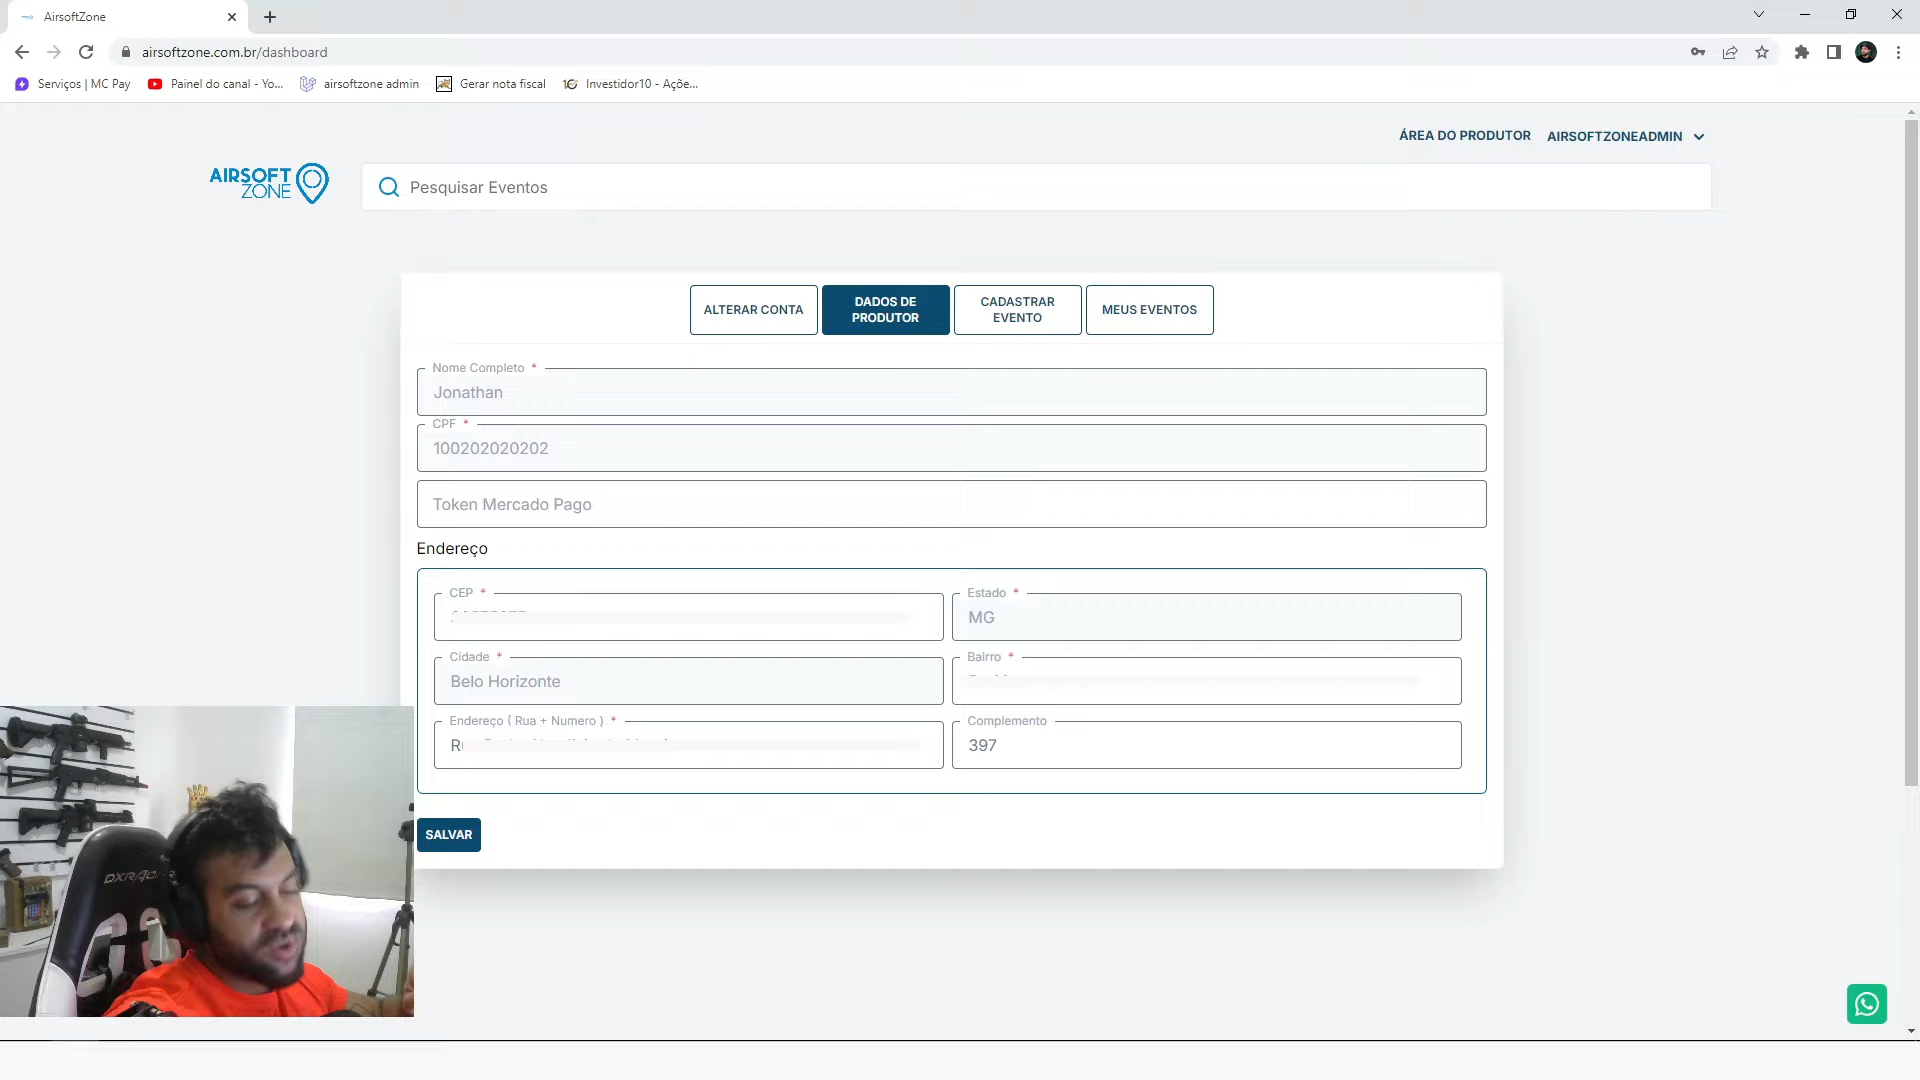 AirsoftZone
airsoftzone.com.br/dashboard
Serviços | MC Pay
Painel do canal - Yo...
airsoftzone admin
Gerar nota fiscal
Investidor10 - Açõe...
ÁREA DO PRODUTOR
AIRSOFTZONEADMIN
AIRSOFT
ZONE
Pesquisar Eventos
ALTERAR CONTA
DADOS DE
PRODUTOR
CADASTRAR
EVENTO
MEUS EVENTOS
Nome Completo *
Jonathan
CPF *
100202020202
Token Mercado Pago
Endereço
CEP *
Estado *
MG
Cidade *
Belo Horizonte
Bairro *
Endereço ( Rua + Numero ) *
Complemento
397
SALVAR
DXRACER